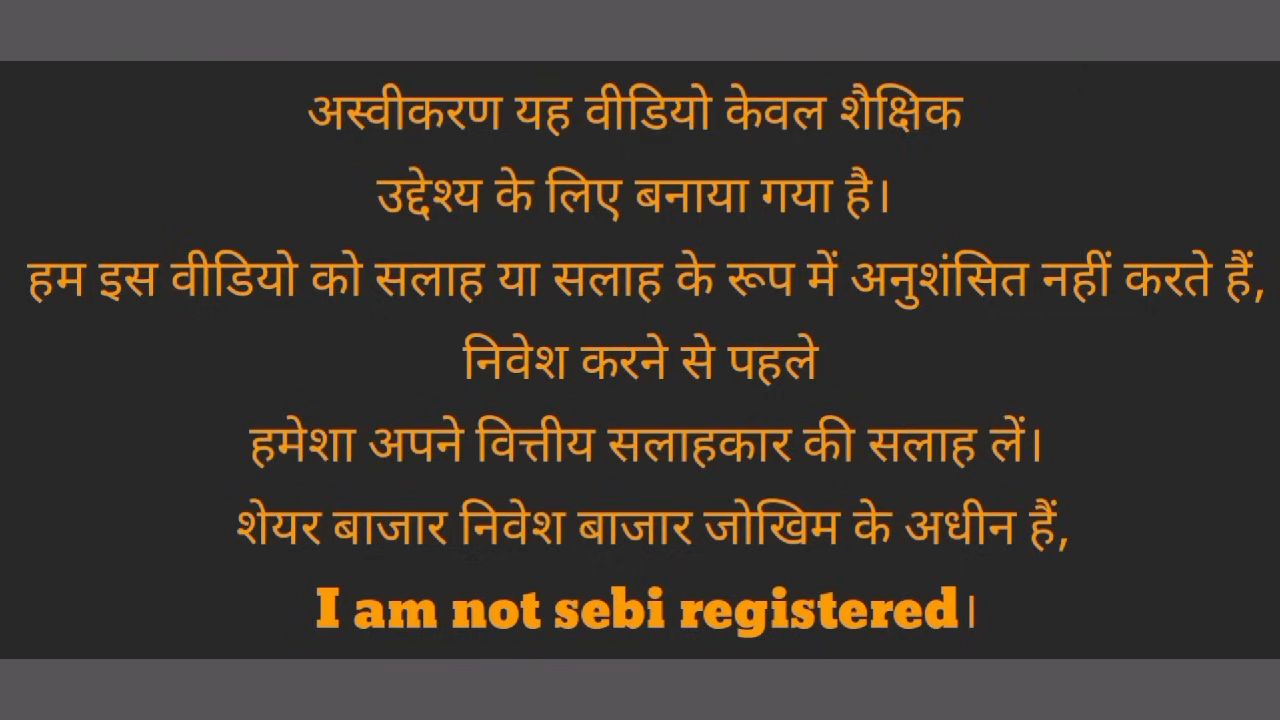 अस्वीकरण यह वीडियो केवल शैक्षिक
उद्देश्य के लिए बनाया गया है।
हम इस वीडियो को सलाह या सलाह के रूप में अनुशंसित नहीं करते हैं,
निवेश करने से पहले
हमेशा अपने वित्तीय सलाहकार की सलाह लें।
शेयर बाजार निवेश बाजार जोखिम के अधीन हैं,
I am not sebi registered।